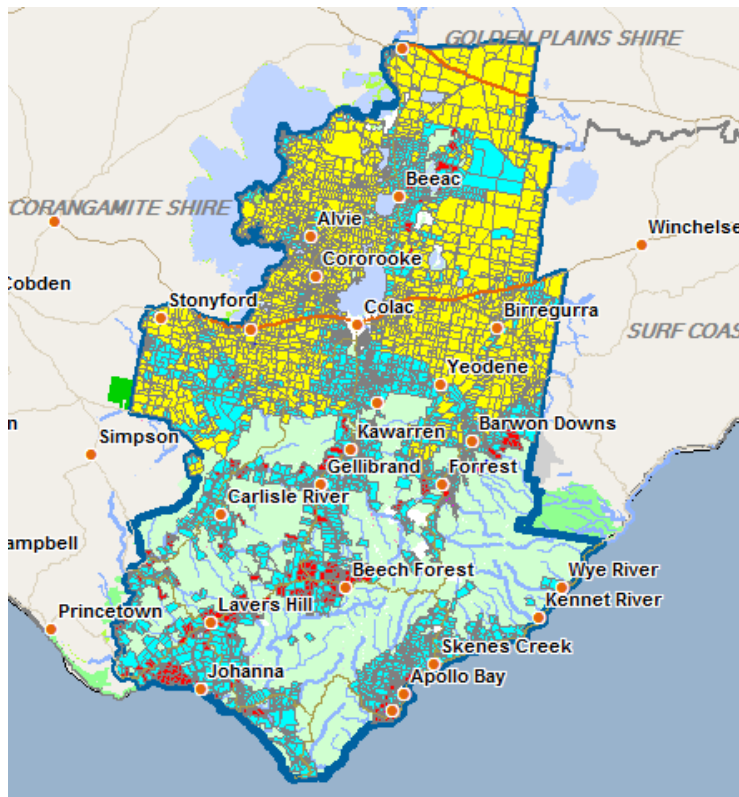 GOLDEN PLAINS SHIRE
Beeac
CORANGAMITE SHIRE
Alvie
Winchelse
Cororooke
Cobden
Stonyford
Colac
Birregurra
SURF COAS
Yeodene
n
Simpson
Kawarren
Barwon Downs
Gellibrand
Forrest
Carlisle River
ampbell
Beech Forest
Wye River
Princetown
Lavers Hill
Kennet River
Skenes Creek
Johanna
Apollo Bay